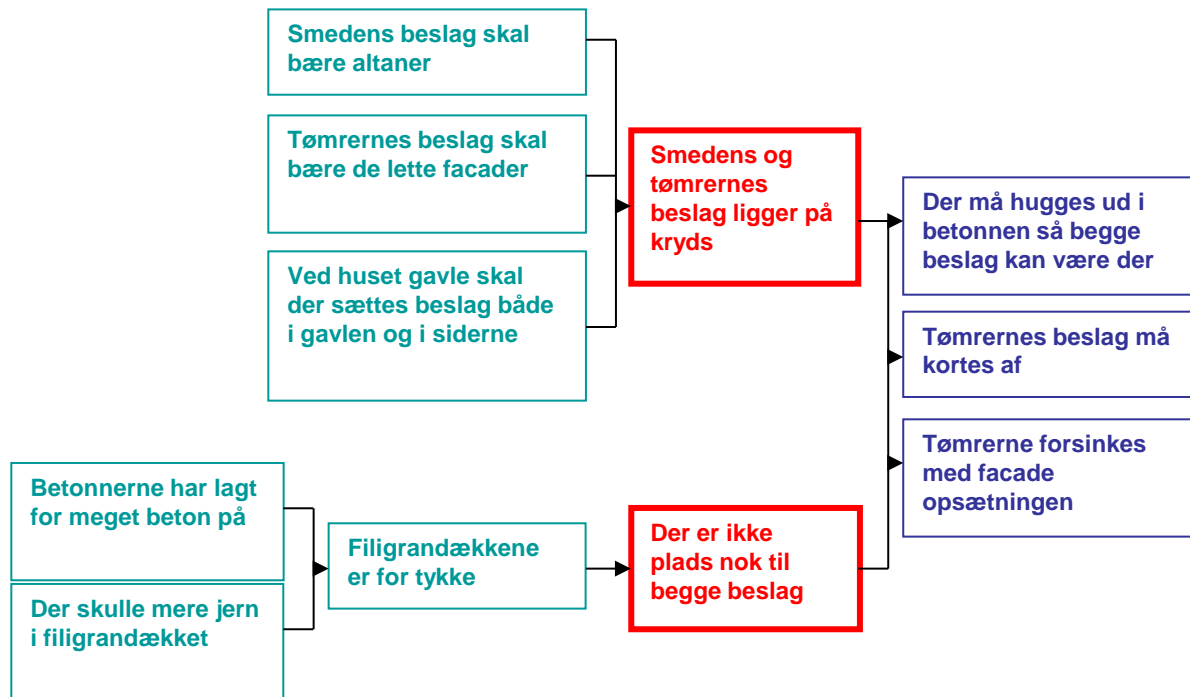 Smedens beslag skal
bære altaner
Tømrernes beslag skal
bære de lette facader
Ved huset gavle skal
der sættes beslag både
i gavlen og i siderne
Smedens og
tømrernes
beslag ligger på
kryds
Der må hugges ud i
betonnen så begge
beslag kan være der
Tømrernes beslag må
kortes af
Tømrerne forsinkes
med facade
opsætningen
Betonnerne har lagt
for meget beton på
Der skulle mere jern
i filigrandækket
Filigrandækkene
er for tykke
Der er ikke
plads nok til
begge beslag